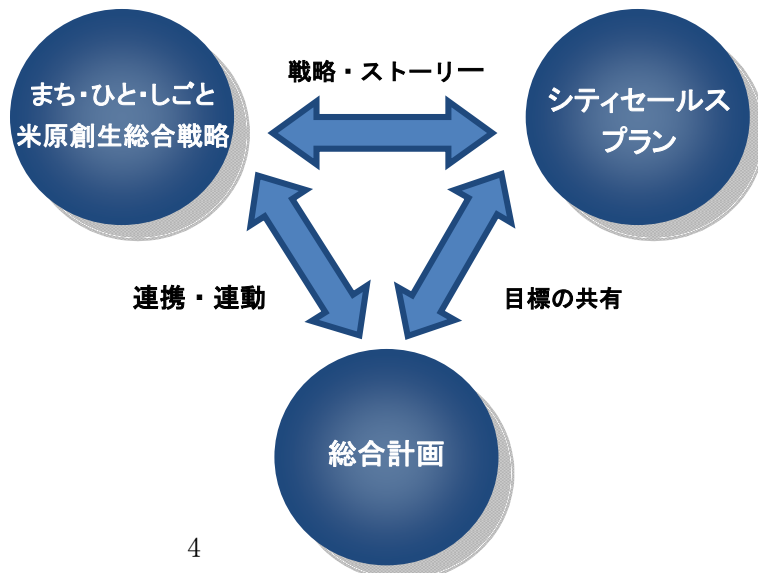 戦略・ストーリー
まち・ひと・しごと
米原創生総合戦略
シティセールス
プラン
連携・連動
目標の共有
総合計画
4